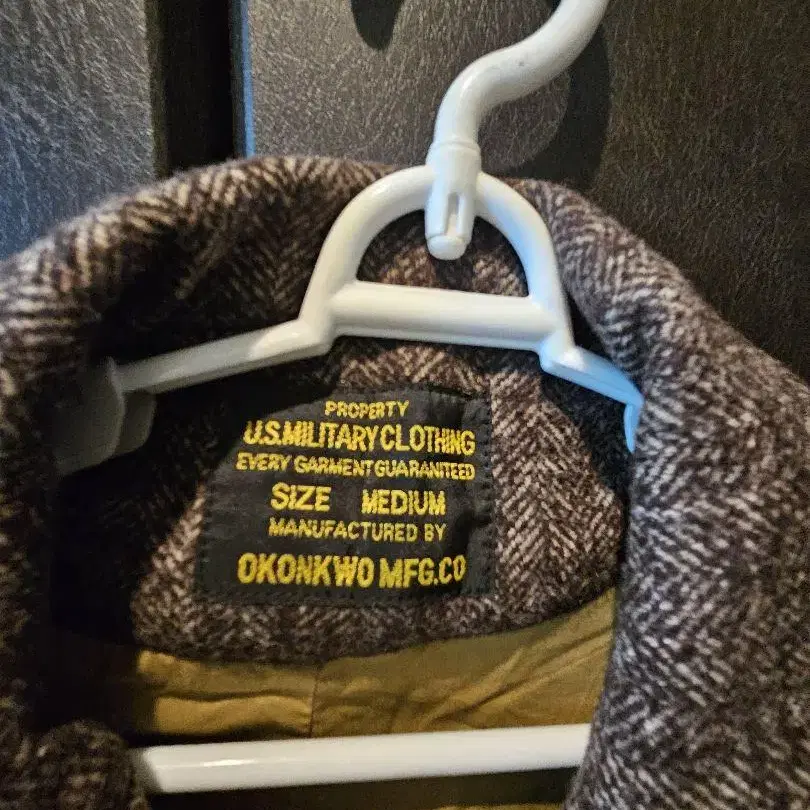 PROPERTY
U.S.MILITARY CLOTHING
EVERY GARMENT GUARANITEED
SIZE MEDIUM
MANUFACTURED BY
OKONKWO MFG.CO